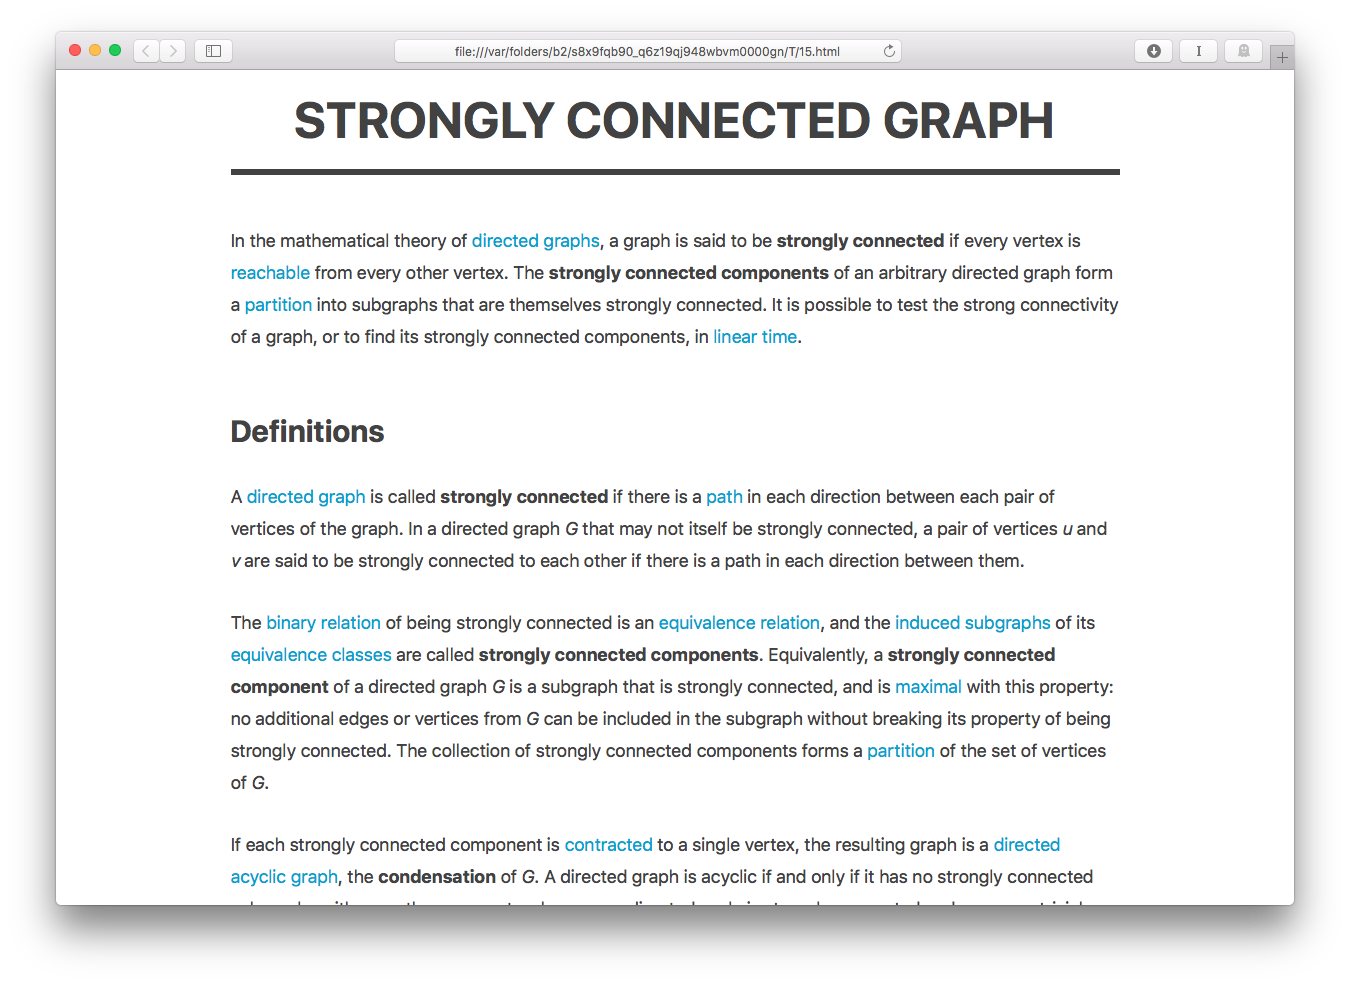 file:///var/folders/b2/s8x9fqb90_q6z19qj948wbvm0000gn/T/15.html
STRONGLY CONNECTED GRAPH
In the mathematical theory of directed graphs, a graph is said to be strongly connected if every vertex is
reachable from every other vertex. The strongly connected components of an arbitrary directed graph form
a partition into subgraphs that are themselves strongly connected. It is possible to test the strong connectivity
of a graph, or to find its strongly connected components, in linear time.
Definitions
A directed graph is called strongly connected if there is a path in each direction between each pair of
vertices of the graph. In a directed graph G that may not itself be strongly connected, a pair of vertices u and
v are said to be strongly connected to each other if there is a path in each direction between them.
The binary relation of being strongly connected is an equivalence relation, and the induced subgraphs of its
equivalence classes are called strongly connected components. Equivalently, a strongly connected
component of a directed graph G is a subgraph that is strongly connected, and is maximal with this property:
no additional edges or vertices from G can be included in the subgraph without breaking its property of being
strongly connected. The collection of strongly connected components forms a partition of the set of vertices
of G.
If each strongly connected component is contracted to a single vertex, the resulting graph is a directed
acyclic graph, the condensation of G. A directed graph is acyclic if and only if it has no strongly connected